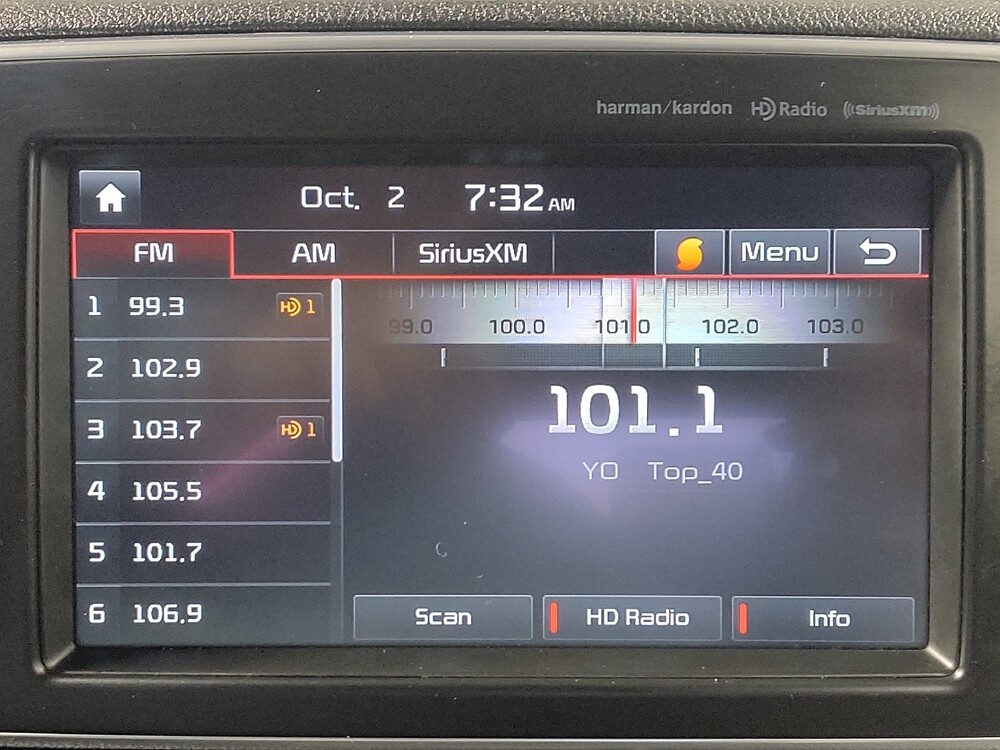 harman/kardon HD Radio SiriusXM
Oct. 2 7:32 AM
FM AM SiriusXM Menu
1 99.3 HD 1
2 102.9
3 103.7 HD 1
4 105.5
5 101.7
6 106.9
99.0 100.0 101.0 102.0 103.0
101.1
YO Top_40
Scan HD Radio Info